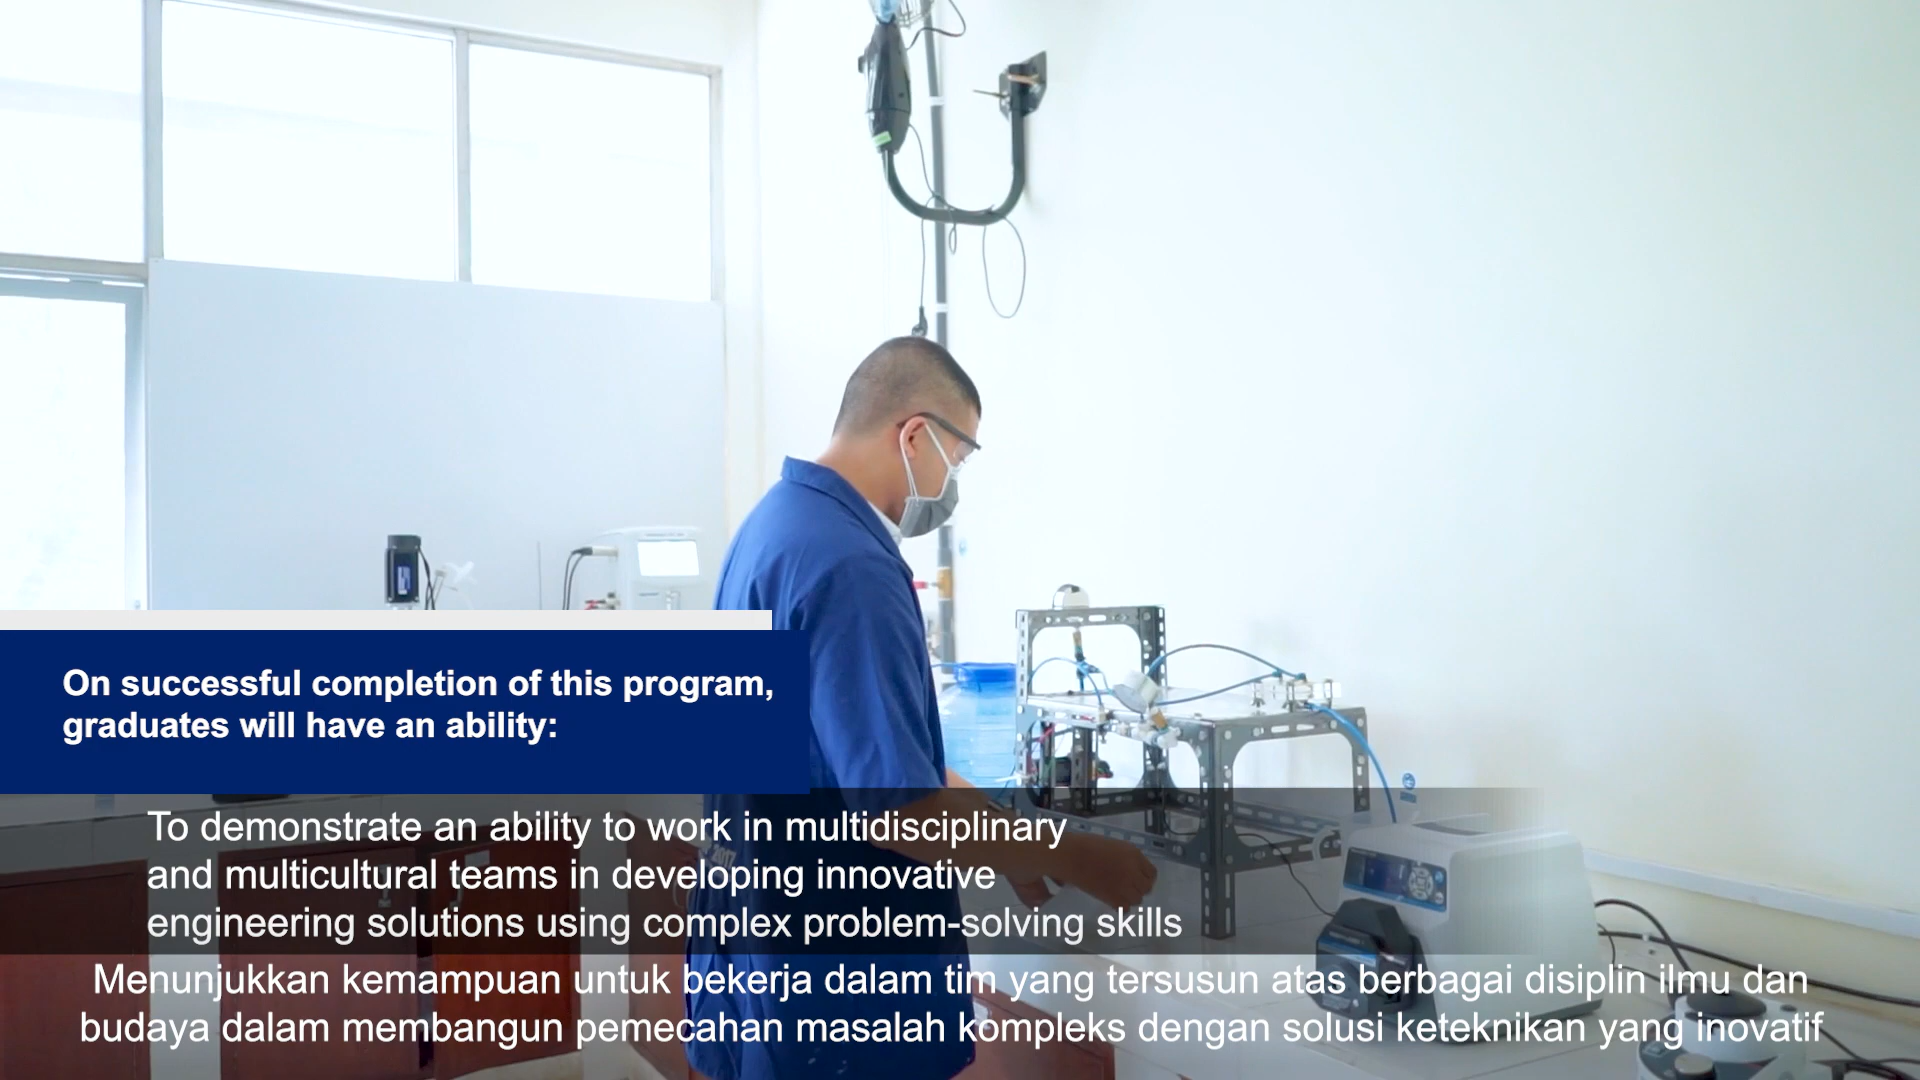 On successful completion of this program,
graduates will have an ability:
To demonstrate an ability to work in multidisciplinary
and multicultural teams in developing innovative
engineering solutions using complex problem-solving skills
Menunjukkan kemampuan untuk bekerja dalam tim yang tersusun atas berbagai disiplin ilmu dan
budaya dalam membangun pemecahan masalah kompleks dengan solusi keteknikan yang inovatif